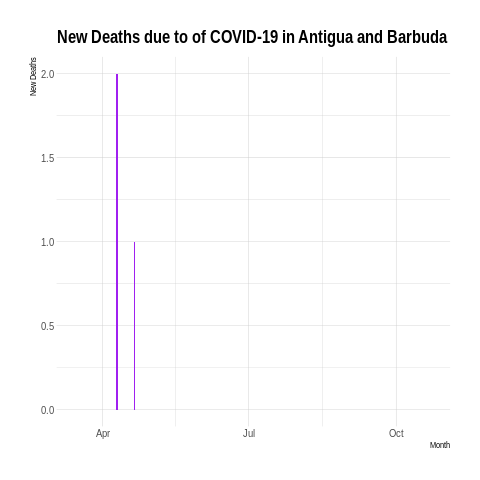 New Deaths due to of COVID-19 in Antigua and Barbuda
New Deaths
2.0
1.5
1.0
0.5
0.0
Apr Jul Oct
Month